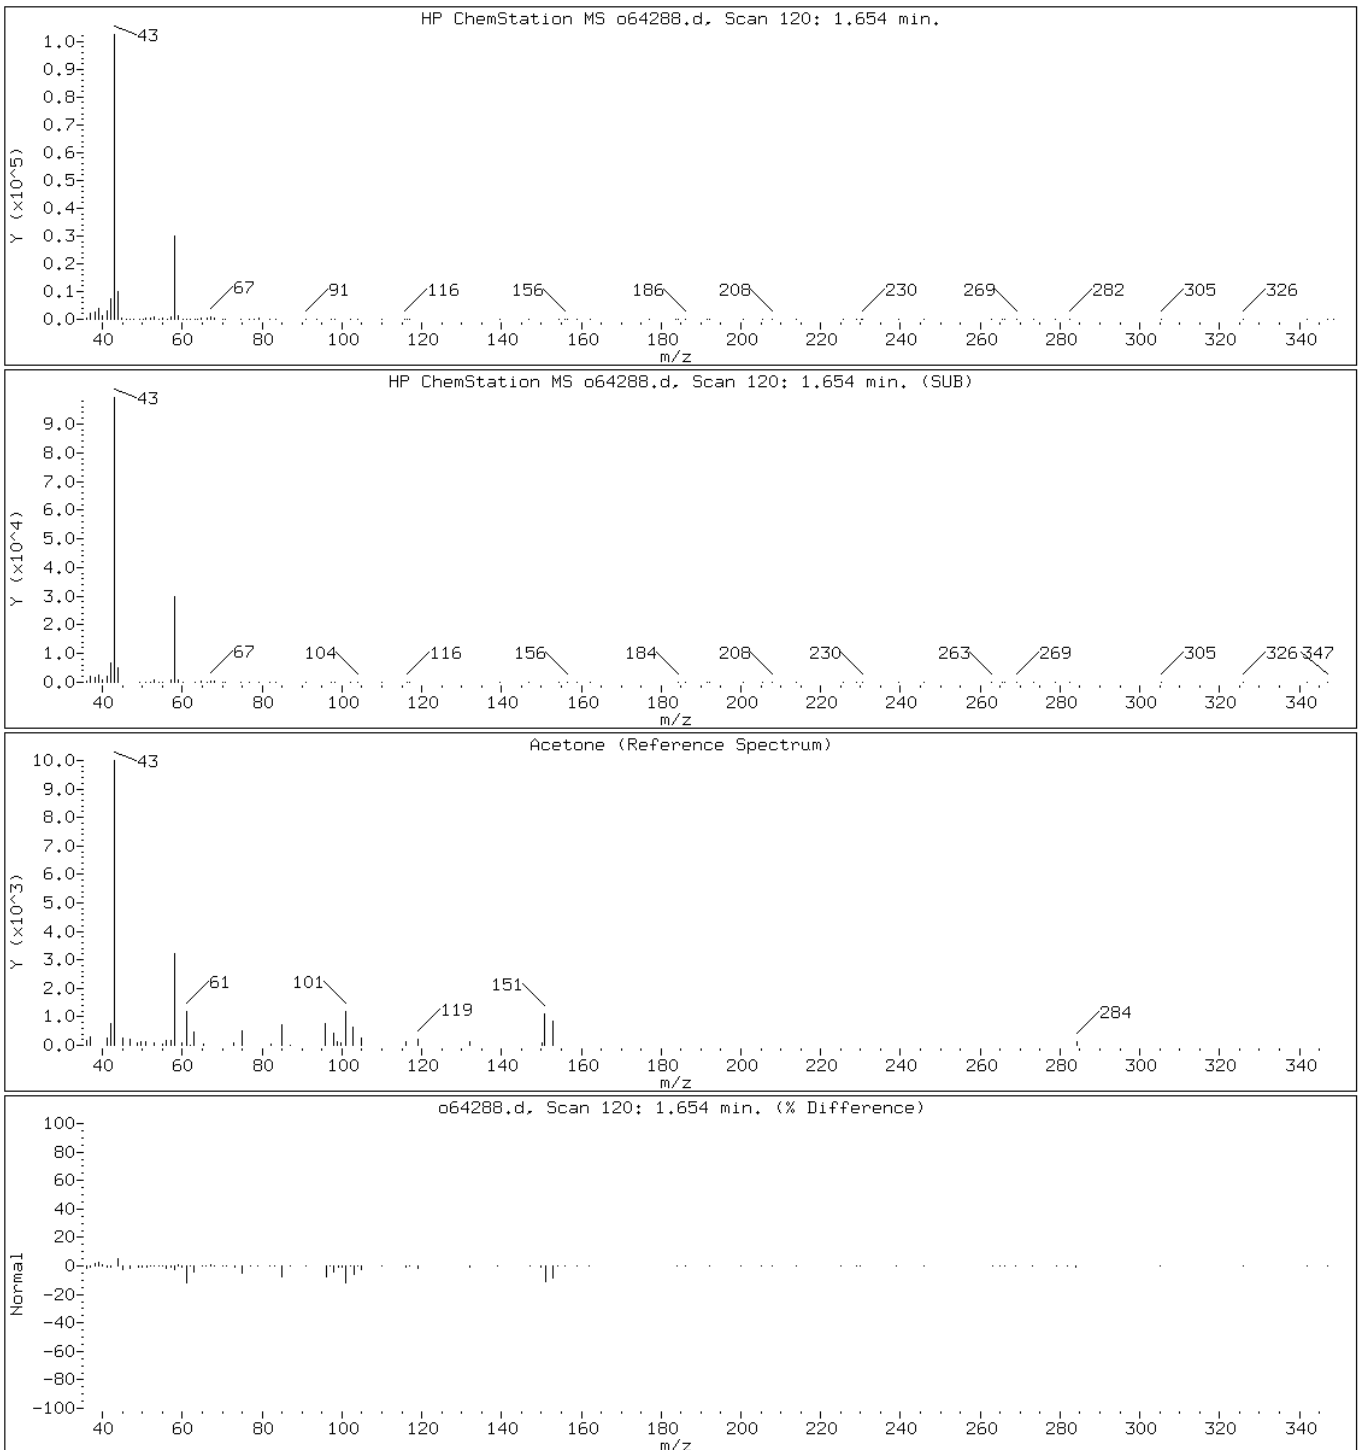 HP ChemStation MS o64288.d, Scan 120: 1.654 min.
Y (x10^5)
1.0
0.9
0.8
0.7
0.6
0.5
0.4
0.3
0.2
0.1
0.0
43
67 91 116 156 186 208 230 269 282 305 326
40 60 80 100 120 140 160 180 200 220 240 260 280 300 320 340
m/z
HP ChemStation MS o64288.d, Scan 120: 1.654 min. (SUB)
Y (x10^4)
9.0
8.0
7.0
6.0
5.0
4.0
3.0
2.0
1.0
0.0
43
67 104 116 156 184 208 230 263 269 305 326 347
40 60 80 100 120 140 160 180 200 220 240 260 280 300 320 340
m/z
Acetone (Reference Spectrum)
Y (x10^3)
10.0
9.0
8.0
7.0
6.0
5.0
4.0
3.0
2.0
1.0
0.0
43
61 101 119 151 284
40 60 80 100 120 140 160 180 200 220 240 260 280 300 320 340
m/z
o64288.d, Scan 120: 1.654 min. (% Difference)
Normal
100
80
60
40
20
0
-20
-40
-60
-80
-100
40 60 80 100 120 140 160 180 200 220 240 260 280 300 320 340
m/z